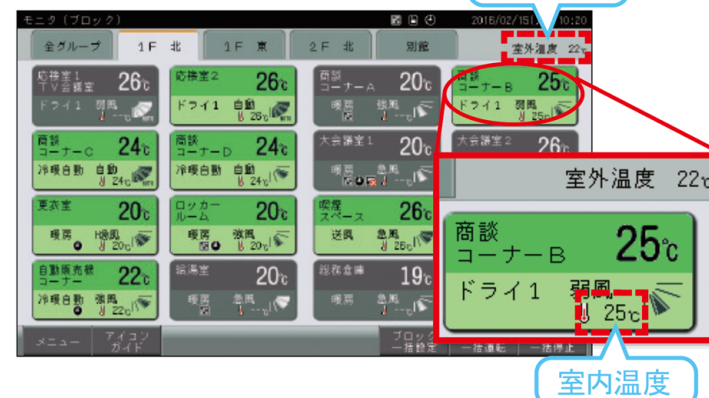 モニタ（ブロック）
2016/02/15(月) 10:20
全グループ
1F 北
1F 東
2F 北
別館
室外温度 22℃
応接室1
TV会議室
26℃
ドライ1 弱風
--℃
応接室2
26℃
ドライ1 自動
26℃
商談
コーナーA
20℃
暖房 強風
--℃
商談
コーナーB
25℃
ドライ1 弱風
25℃
商談
コーナーC
24℃
冷暖自動 自動
24℃
商談
コーナーD
24℃
冷暖自動 自動
24℃
大会議室1
20℃
暖房 急風
--℃
大会議室2
26℃
更衣室
20℃
暖房 H急風
20℃
ロッカー
ルーム
20℃
暖房 強風
20℃
喫煙
スペース
26℃
送風 急風
26℃
自動販売機
コーナー
22℃
冷暖自動 強風
22℃
給湯室
20℃
暖房 急風
--℃
総務倉庫
19℃
暖房 急風
--℃
室外温度 22℃
商談
コーナーB
25℃
ドライ1 弱風
25℃
メニュー
アイコン
ガイド
ブロック
一括設定
一括運転
一括停止
室内温度